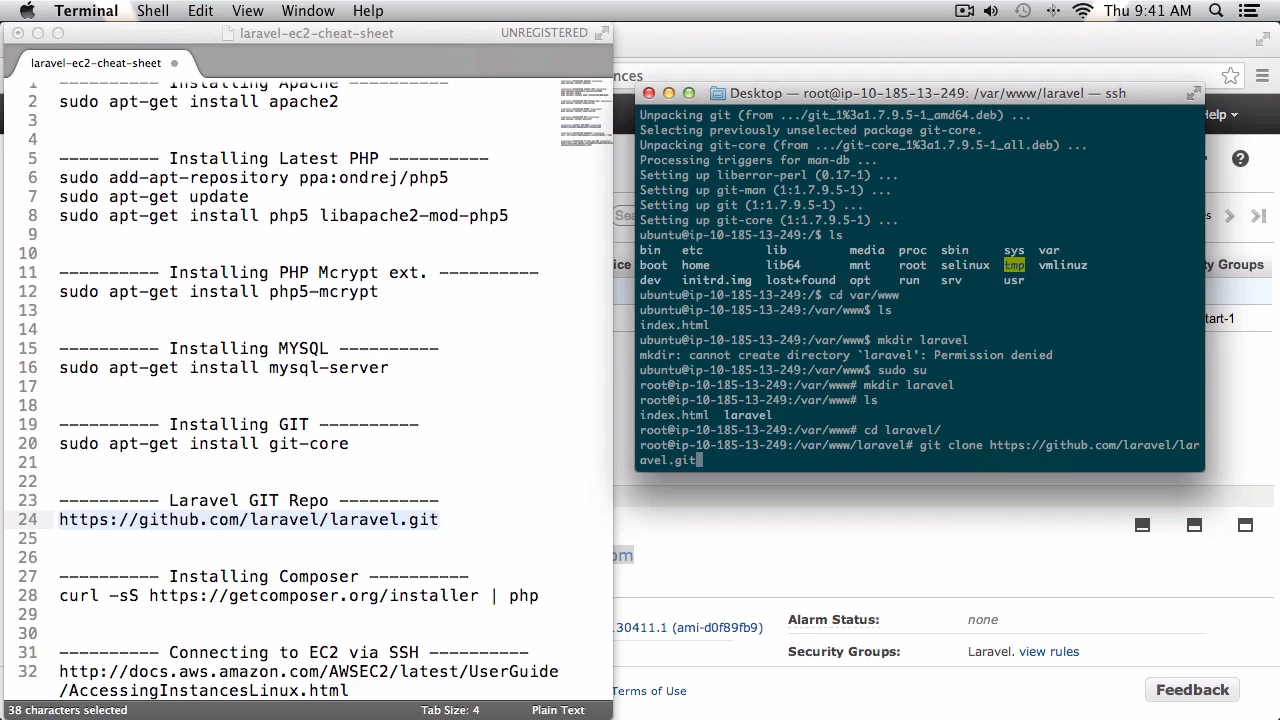 Terminal Shell Edit View Window Help Thu 9:41 AM
laravel-ec2-cheat-sheet UNREGISTERED
laravel-ec2-cheat-sheet
1 ---------- Installing Apache ----------
2 sudo apt-get install apache2
3
4
5 ---------- Installing Latest PHP ----------
6 sudo add-apt-repository ppa:ondrej/php5
7 sudo apt-get update
8 sudo apt-get install php5 libapache2-mod-php5
9
10
11 ---------- Installing PHP Mcrypt ext. ----------
12 sudo apt-get install php5-mcrypt
13
14
15 ---------- Installing MYSQL ----------
16 sudo apt-get install mysql-server
17
18
19 ---------- Installing GIT ----------
20 sudo apt-get install git-core
21
22
23 ---------- Laravel GIT Repo ----------
24 https://github.com/laravel/laravel.git
25
26
27 ---------- Installing Composer ----------
28 curl -sS https://getcomposer.org/installer | php
29
30
31 ---------- Connecting to EC2 via SSH ----------
32 http://docs.aws.amazon.com/AWSEC2/latest/UserGuide
/AccessingInstancesLinux.html
38 characters selected Tab Size: 4 Plain Text
nces
Desktop — root@ip-10-185-13-249: /var/www/laravel — ssh
Unpacking git (from .../git_1%3a1.7.9.5-1_amd64.deb) ...
Selecting previously unselected package git-core.
Unpacking git-core (from .../git-core_1%3a1.7.9.5-1_all.deb) ...
Processing triggers for man-db ...
Setting up liberror-perl (0.17-1) ...
Setting up git-man (1:1.7.9.5-1) ...
Setting up git (1:1.7.9.5-1) ...
Setting up git-core (1:1.7.9.5-1) ...
ubuntu@ip-10-185-13-249:/$ ls
bin etc lib media proc sbin sys var
boot home lib64 mnt root selinux tmp vmlinuz
dev initrd.img lost+found opt run srv usr
ubuntu@ip-10-185-13-249:/$ cd var/www
ubuntu@ip-10-185-13-249:/var/www$ ls
index.html
ubuntu@ip-10-185-13-249:/var/www$ mkdir laravel
mkdir: cannot create directory `laravel': Permission denied
ubuntu@ip-10-185-13-249:/var/www$ sudo su
root@ip-10-185-13-249:/var/www# mkdir laravel
root@ip-10-185-13-249:/var/www# ls
index.html laravel
root@ip-10-185-13-249:/var/www# cd laravel/
root@ip-10-185-13-249:/var/www/laravel# git clone https://github.com/laravel/lar
avel.git
elp
Sea
s
ice
y Groups
tart-1
om
.30411.1 (ami-d0f89fb9)
Alarm Status: none
Security Groups: Laravel. view rules
Terms of Use
Feedback